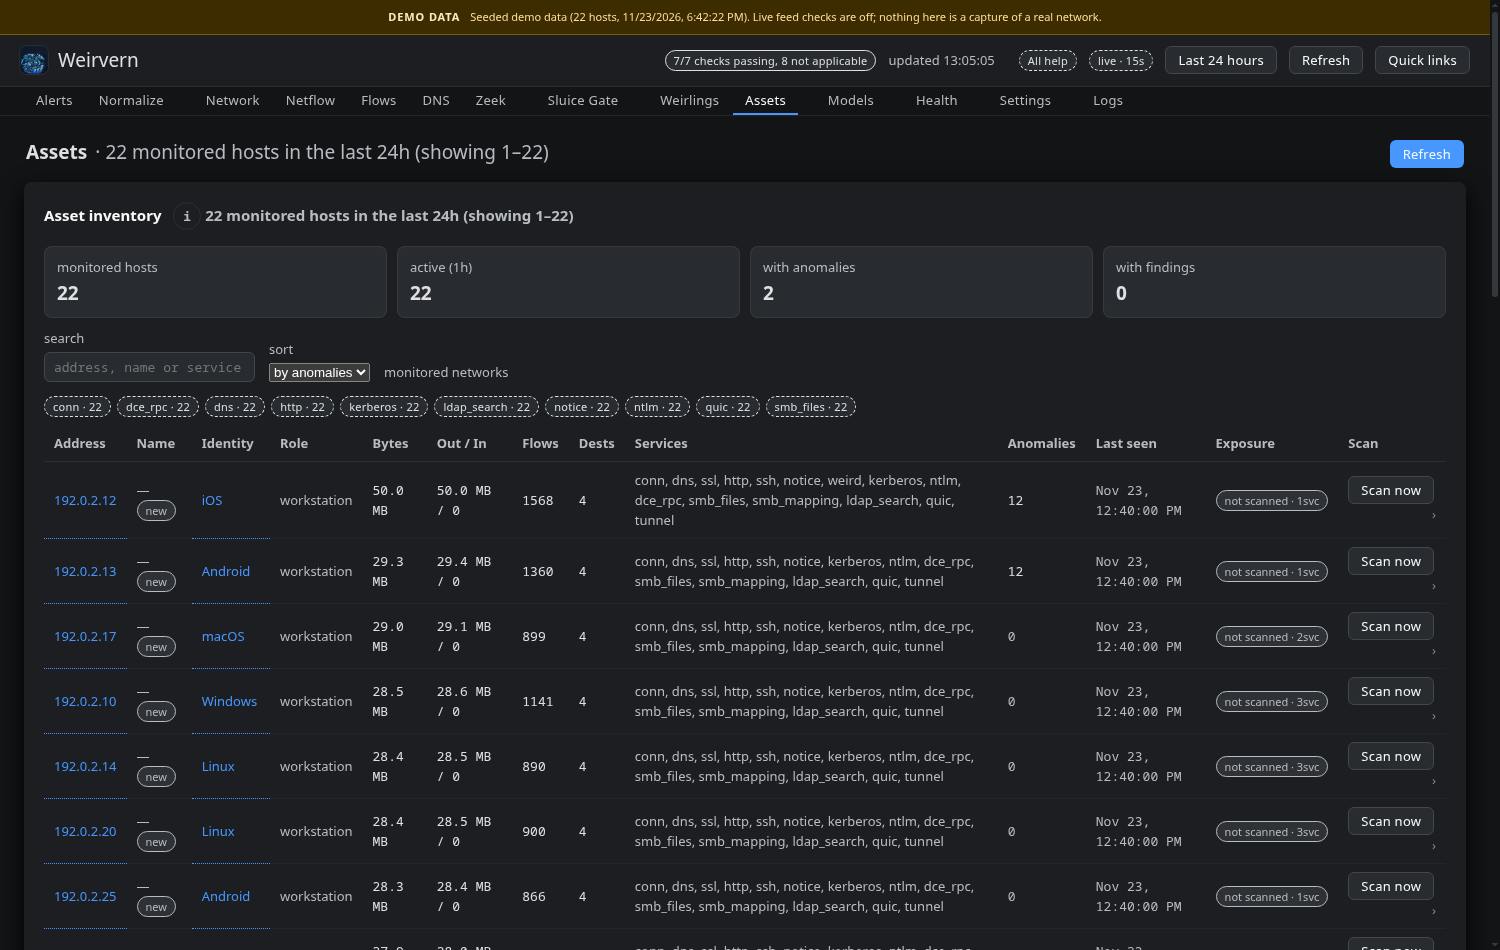 DEMO DATA Seeded demo data (22 hosts, 11/23/2026, 6:42:22 PM). Live feed checks are off; nothing here is a capture of a real network.
Weirvern 7/7 checks passing, 8 not applicable updated 13:05:05 All help live · 15s Last 24 hours Refresh Quick links
Alerts Normalize Network Netflow Flows DNS Zeek Sluice Gate Weirlings Assets Models Health Settings Logs
Assets · 22 monitored hosts in the last 24h (showing 1–22) Refresh
Asset inventory i 22 monitored hosts in the last 24h (showing 1–22)
monitored hosts active (1h) with anomalies with findings
22 22 2 0
search
sort
address, name or service by anomalies monitored networks
conn · 22 dce_rpc · 22 dns · 22 http · 22 kerberos · 22 ldap_search · 22 notice · 22 ntlm · 22 quic · 22 smb_files · 22
Address Name Identity Role Bytes Out / In Flows Dests Services Anomalies Last seen Exposure Scan
192.0.2.12 — new iOS workstation 50.0 MB 50.0 MB / 0 1568 4 conn, dns, ssl, http, ssh, notice, weird, kerberos, ntlm, dce_rpc, smb_files, smb_mapping, ldap_search, quic, tunnel 12 Nov 23, 12:40:00 PM not scanned · 1svc Scan now ›
192.0.2.13 — new Android workstation 29.3 MB 29.4 MB / 0 1360 4 conn, dns, ssl, http, ssh, notice, kerberos, ntlm, dce_rpc, smb_files, smb_mapping, ldap_search, quic, tunnel 12 Nov 23, 12:40:00 PM not scanned · 1svc Scan now ›
192.0.2.17 — new macOS workstation 29.0 MB 29.1 MB / 0 899 4 conn, dns, ssl, http, ssh, notice, kerberos, ntlm, dce_rpc, smb_files, smb_mapping, ldap_search, quic, tunnel 0 Nov 23, 12:40:00 PM not scanned · 2svc Scan now ›
192.0.2.10 — new Windows workstation 28.5 MB 28.6 MB / 0 1141 4 conn, dns, ssl, http, ssh, notice, kerberos, ntlm, dce_rpc, smb_files, smb_mapping, ldap_search, quic, tunnel 0 Nov 23, 12:40:00 PM not scanned · 3svc Scan now ›
192.0.2.14 — new Linux workstation 28.4 MB 28.5 MB / 0 890 4 conn, dns, ssl, http, ssh, notice, kerberos, ntlm, dce_rpc, smb_files, smb_mapping, ldap_search, quic, tunnel 0 Nov 23, 12:40:00 PM not scanned · 3svc Scan now ›
192.0.2.20 — new Linux workstation 28.4 MB 28.5 MB / 0 900 4 conn, dns, ssl, http, ssh, notice, kerberos, ntlm, dce_rpc, smb_files, smb_mapping, ldap_search, quic, tunnel 0 Nov 23, 12:40:00 PM not scanned · 3svc Scan now ›
192.0.2.25 — new Android workstation 28.3 MB 28.4 MB / 0 866 4 conn, dns, ssl, http, ssh, notice, kerberos, ntlm, dce_rpc, smb_files, smb_mapping, ldap_search, quic, tunnel 0 Nov 23, 12:40:00 PM not scanned · 1svc Scan now ›